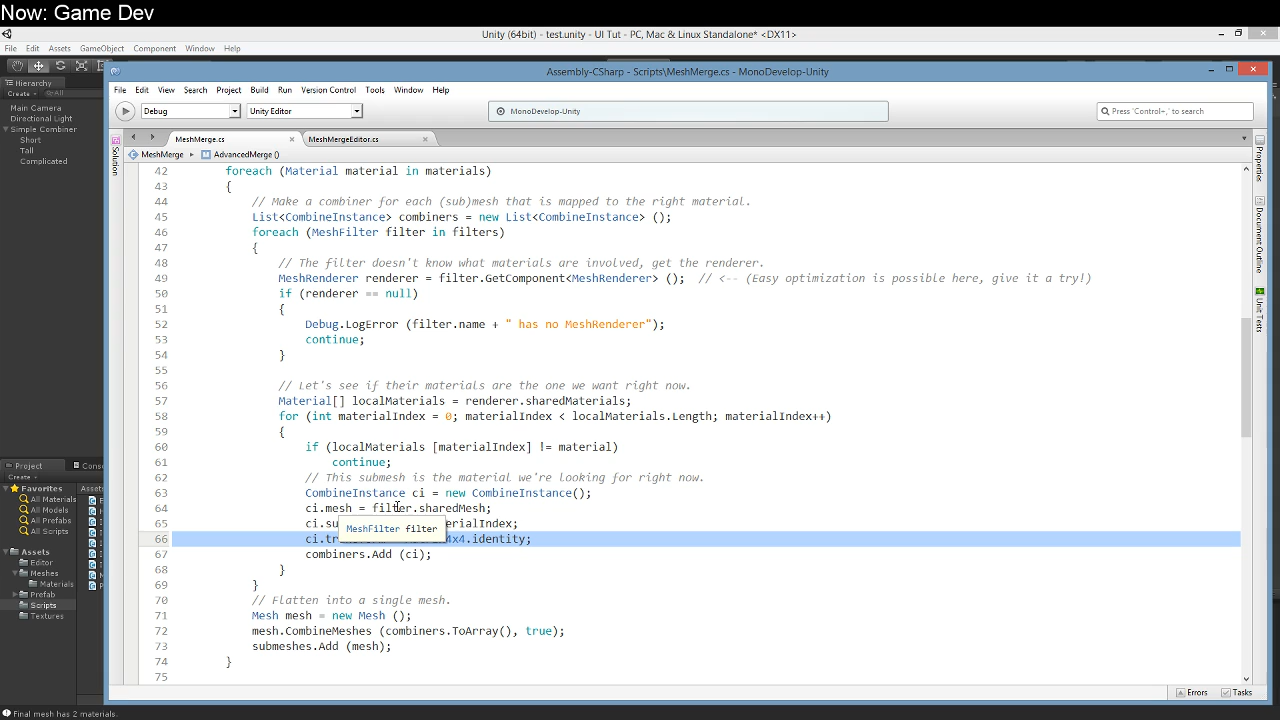 Now: Game Dev
Unity (64bit) - test.unity - UI Tut - PC, Mac & Linux Standalone* <DX11>
File Edit Assets GameObject Component Window Help
Assembly-CSharp - Scripts\MeshMerge.cs - MonoDevelop-Unity
Hierarchy
Create All
Main Camera
Directional Light
Simple Combiner
Short
Tall
Complicated
File Edit View Search Project Build Run Version Control Tools Window Help
Debug Unity Editor MonoDevelop-Unity Press 'Control+,' to search
MeshMerge.cs MeshMergeEditor.cs
MeshMerge AdvancedMerge ()
Solution
42 foreach (Material material in materials)
43 {
44 // Make a combiner for each (sub)mesh that is mapped to the right material.
45 List<CombineInstance> combiners = new List<CombineInstance> ();
46 foreach (MeshFilter filter in filters)
47 {
48 // The filter doesn't know what materials are involved, get the renderer.
49 MeshRenderer renderer = filter.GetComponent<MeshRenderer> (); // <-- (Easy optimization is possible here, give it a try!)
50 if (renderer == null)
51 {
52 Debug.LogError (filter.name + " has no MeshRenderer");
53 continue;
54 }
55
56 // Let's see if their materials are the one we want right now.
57 Material[] localMaterials = renderer.sharedMaterials;
58 for (int materialIndex = 0; materialIndex < localMaterials.Length; materialIndex++)
59 {
60 if (localMaterials [materialIndex] != material)
61 continue;
62 // This submesh is the material we're looking for right now.
63 CombineInstance ci = new CombineInstance();
64 ci.mesh = filter.sharedMesh;
65 ci.su erialIndex;
MeshFilter filter
66 ci.tr 4x4.identity;
67 combiners.Add (ci);
68 }
69 }
70 // Flatten into a single mesh.
71 Mesh mesh = new Mesh ();
72 mesh.CombineMeshes (combiners.ToArray(), true);
73 submeshes.Add (mesh);
74 }
75
Properties
Document Outline
Unit Tests
Project Cons
Create
Favorites
All Materials
All Models
All Prefabs
All Scripts
Assets
Editor
Meshes
Materials
Prefab
Scripts
Textures
Assets
Errors Tasks
Final mesh has 2 materials.